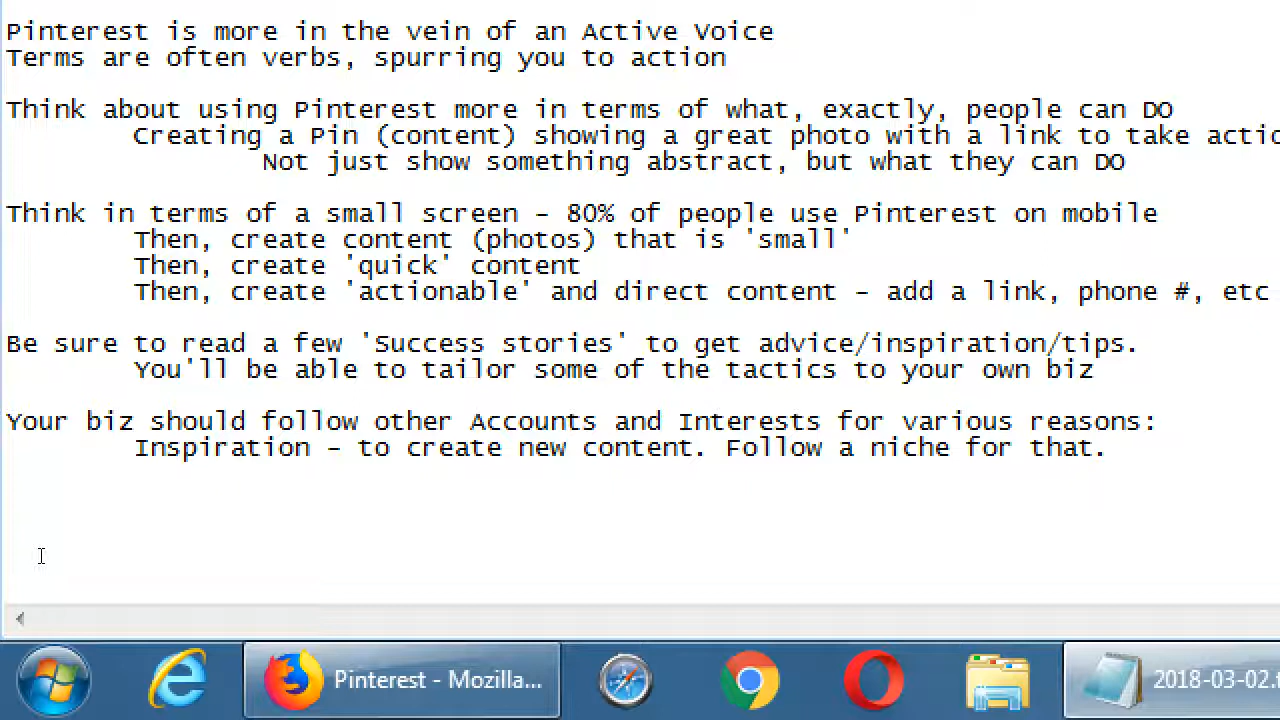 Pinterest is more in the vein of an Active Voice
Terms are often verbs, spurring you to action
Think about using Pinterest more in terms of what, exactly, people can DO
Creating a Pin (content) showing a great photo with a link to take
Not just show something abstract, but what they can DO
Think in terms of a small screen - 80% of people use Pinterest on mobile
Then, create content (photos) that is 'small'
Then, create 'quick' content
Then, create 'actionable' and direct content - add a link, phone #, etc
Be sure to read a few 'Success stories' to get advice/inspiration/tips.
You'll be able to tailor some of the tactics to your own biz
Your biz should follow other Accounts and Interests for various reasons:
Inspiration - to create new content. Follow a niche for that.
Pinterest - Mozilla...
2018-03-02.